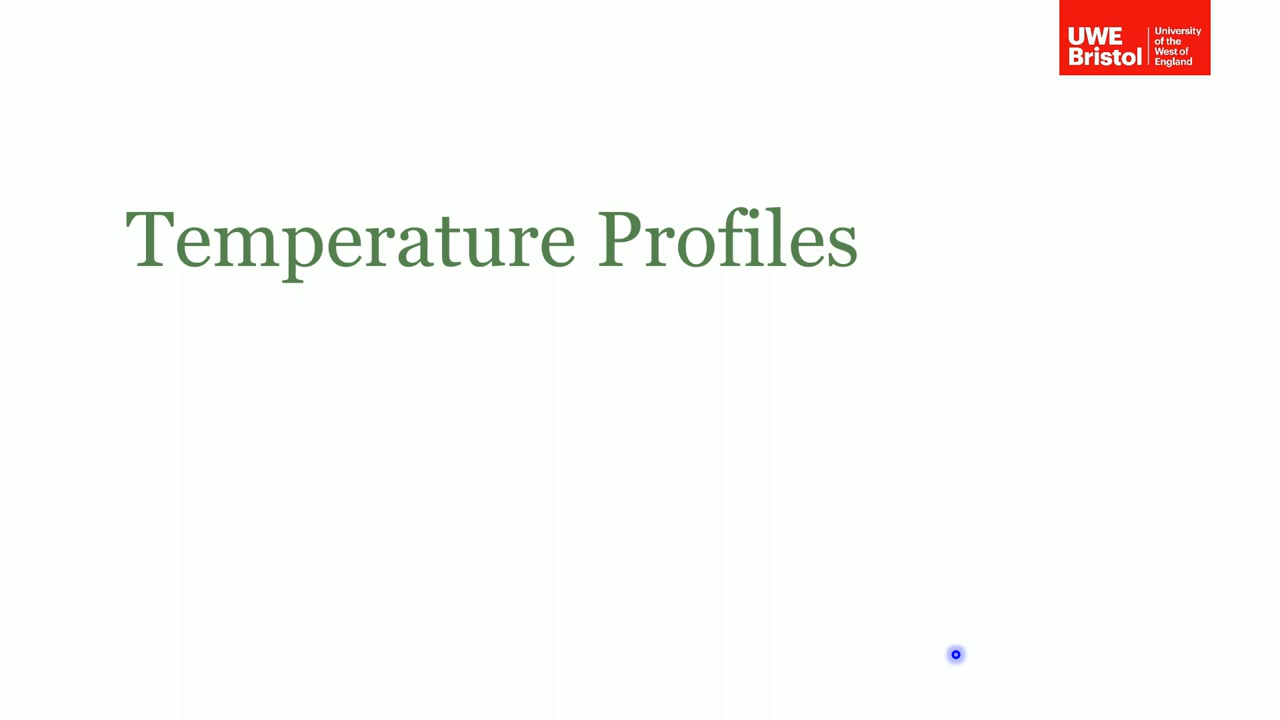 UWE
Bristol
University
of the
West of
England
Temperature Profiles